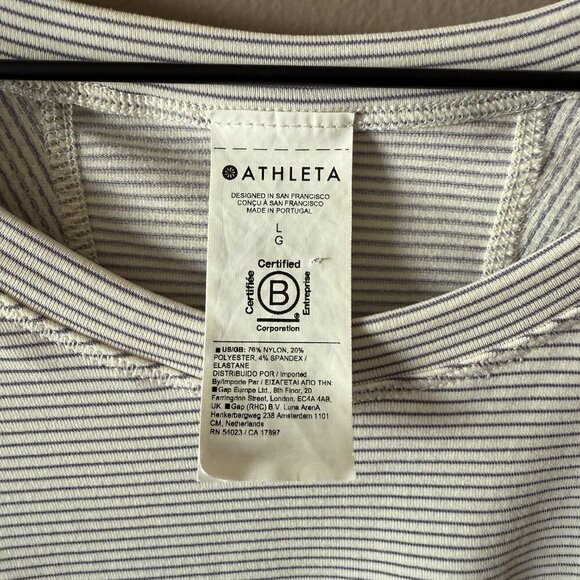 ATHLETA
DESIGNED IN SAN FRANCISCO
CONÇU À SAN FRANCISCO
MADE IN PORTUGAL
L
G
Certified
Certifiée
B
Entreprise
Corporation
■ US/GB: 76% NYLON, 20%
POLYESTER, 4% SPANDEX /
ELASTANE
DISTRIBUIDO POR / Imported
By/Importe Par / ΕΙΣΑΓΕΤΑΙ ΑΠΟ ΤΗΝ.
■ Gap Europe Ltd., 8th Floor, 20
Farringdon Street, London, EC4A 4AB,
UK ■ Gap (RHC) B.V. Luna ArenA
Herikerbergweg 238 Amsterdam 1101
CM, Netherlands
RN 54023 / CA 17897